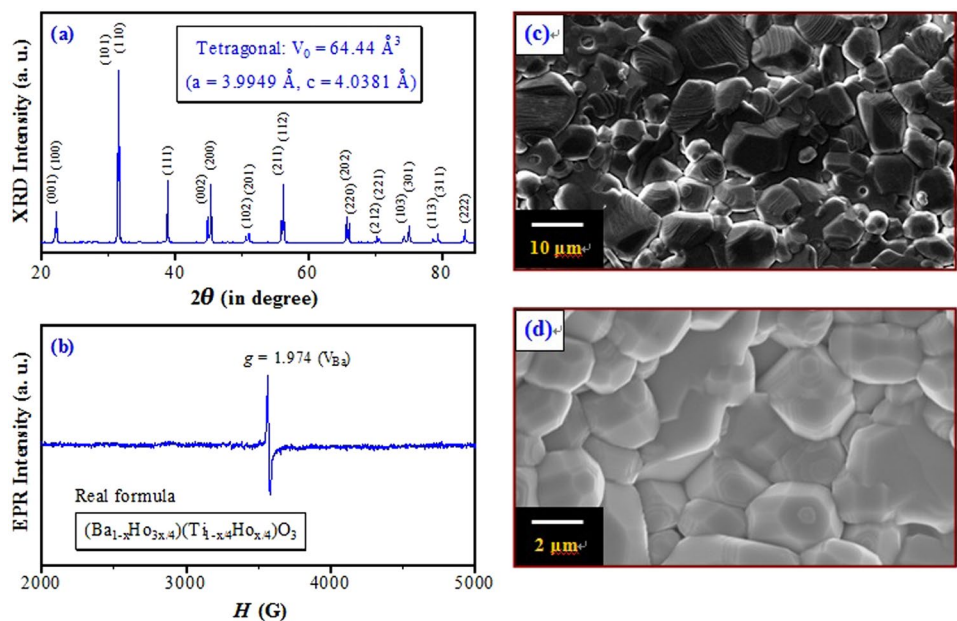 (a)
Tetragonal: V₀ = 64.44 Å³
(a = 3.9949 Å, c = 4.0381 Å)
(001) (100)
(101)
(110)
(111)
(002) (200)
(102) (201)
(211) (112)
(220) (202)
(212) (221)
(103) (301)
(113) (311)
(222)
XRD Intensity (a. u.)
20 40 60 80
2θ (in degree)
(b)
g = 1.974 (V_Ba)
EPR Intensity (a. u.)
Real formula
(Ba₁₋ₓHo₃ₓ/₄)(Ti₁₋ₓ/₄Hoₓ/₄)O₃
2000 3000 4000 5000
H (G)
(c)↵
10 µm↵
(d)↵
2 µm↵